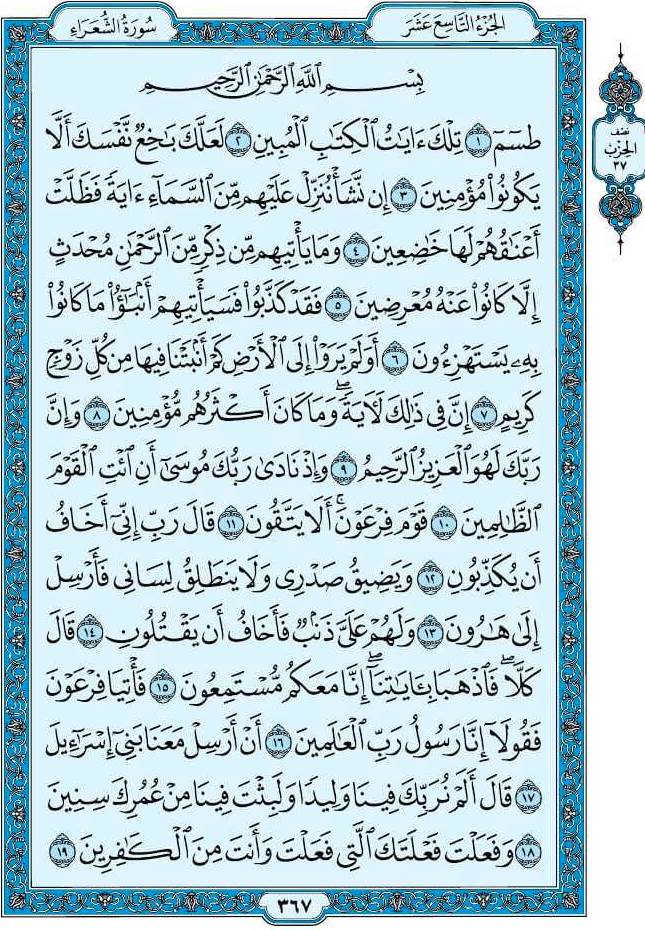 سُورَةُ الشُّعَرَاءِ
الجُزْءُ التَّاسِعَ عَشَرَ
بِسْمِ اللَّهِ الرَّحْمَٰنِ الرَّحِيمِ
طسٓمٓ ١ تِلْكَ ءَايَٰتُ ٱلْكِتَٰبِ ٱلْمُبِينِ ٢ لَعَلَّكَ بَٰخِعٌ نَّفْسَكَ أَلَّا
يَكُونُوا۟ مُؤْمِنِينَ ٣ إِن نَّشَأْ نُنَزِّلْ عَلَيْهِم مِّنَ ٱلسَّمَآءِ ءَايَةً فَظَلَّتْ
أَعْنَٰقُهُمْ لَهَا خَٰضِعِينَ ٤ وَمَا يَأْتِيهِم مِّن ذِكْرٍ مِّنَ ٱلرَّحْمَٰنِ مُحْدَثٍ
إِلَّا كَانُوا۟ عَنْهُ مُعْرِضِينَ ٥ فَقَدْ كَذَّبُوا۟ فَسَيَأْتِيهِمْ أَنۢبَٰٓؤُا۟ مَا كَانُوا۟
بِهِۦ يَسْتَهْزِءُونَ ٦ أَوَلَمْ يَرَوْا۟ إِلَى ٱلْأَرْضِ كَمْ أَنۢبَتْنَا فِيهَا مِن كُلِّ زَوْجٍ
كَرِيمٍ ٧ إِنَّ فِى ذَٰلِكَ لَءَايَةً ۖ وَمَا كَانَ أَكْثَرُهُم مُّؤْمِنِينَ ٨ وَإِنَّ
رَبَّكَ لَهُوَ ٱلْعَزِيزُ ٱلرَّحِيمُ ٩ وَإِذْ نَادَىٰ رَبُّكَ مُوسَىٰٓ أَنِ ٱئْتِ ٱلْقَوْمَ
ٱلظَّٰلِمِينَ ١٠ قَوْمَ فِرْعَوْنَ ۚ أَلَا يَتَّقُونَ ١١ قَالَ رَبِّ إِنِّىٓ أَخَافُ
أَن يُكَذِّبُونِ ١٢ وَيَضِيقُ صَدْرِى وَلَا يَنطَلِقُ لِسَانِى فَأَرْسِلْ
إِلَىٰ هَٰرُونَ ١٣ وَلَهُمْ عَلَىَّ ذَنۢبٌ فَأَخَافُ أَن يَقْتُلُونِ ١٤ قَالَ
كَلَّا ۖ فَٱذْهَبَا بِـَٔايَٰتِنَآ ۖ إِنَّا مَعَكُم مُّسْتَمِعُونَ ١٥ فَأْتِيَا فِرْعَوْنَ
فَقُولَآ إِنَّا رَسُولُ رَبِّ ٱلْعَٰلَمِينَ ١٦ أَنْ أَرْسِلْ مَعَنَا بَنِىٓ إِسْرَٰٓءِيلَ
١٧ قَالَ أَلَمْ نُرَبِّكَ فِينَا وَلِيدًا وَلَبِثْتَ فِينَا مِنْ عُمُرِكَ سِنِينَ
١٨ وَفَعَلْتَ فَعْلَتَكَ ٱلَّتِى فَعَلْتَ وَأَنتَ مِنَ ٱلْكَٰفِرِينَ ١٩
٣٦٧
نصف
الحزب
٣٧